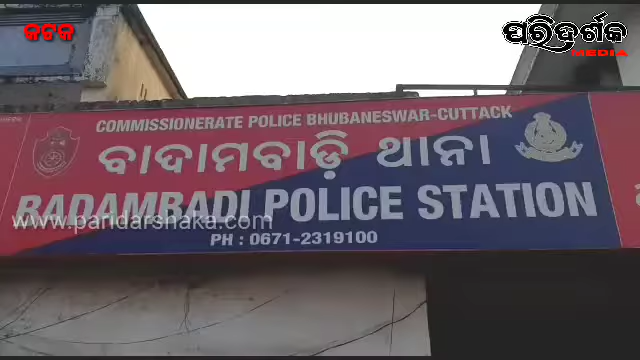 କଟକ
ପରିଦର୍ଶକ
MEDIA
COMMISSIONERATE POLICE BHUBANESWAR-CUTTACK
ବାଦାମବାଡ଼ି ଥାନା
BADAMBADI POLICE STATION
www.paridarshaka.com
PH : 0671-2319100